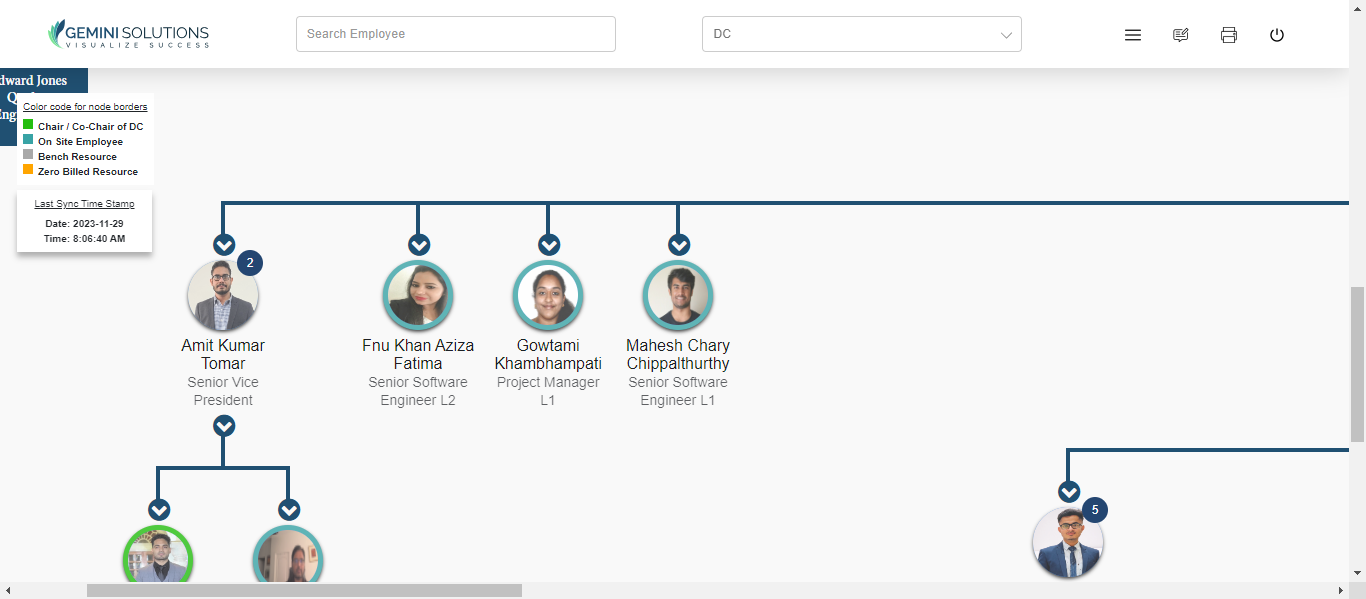 GEMINI SOLUTIONS
VISUALIZE SUCCESS
Search Employee
DC
dward Jones
Color code for node borders
Chair / Co-Chair of DC
On Site Employee
Bench Resource
Zero Billed Resource
Last Sync Time Stamp
Date: 2023-11-29
Time: 8:06:40 AM
2
Amit Kumar
Tomar
Senior Vice
President
Fnu Khan Aziza
Fatima
Senior Software
Engineer L2
Gowtami
Khambhampati
Project Manager
L1
Mahesh Chary
Chippalthurthy
Senior Software
Engineer L1
5